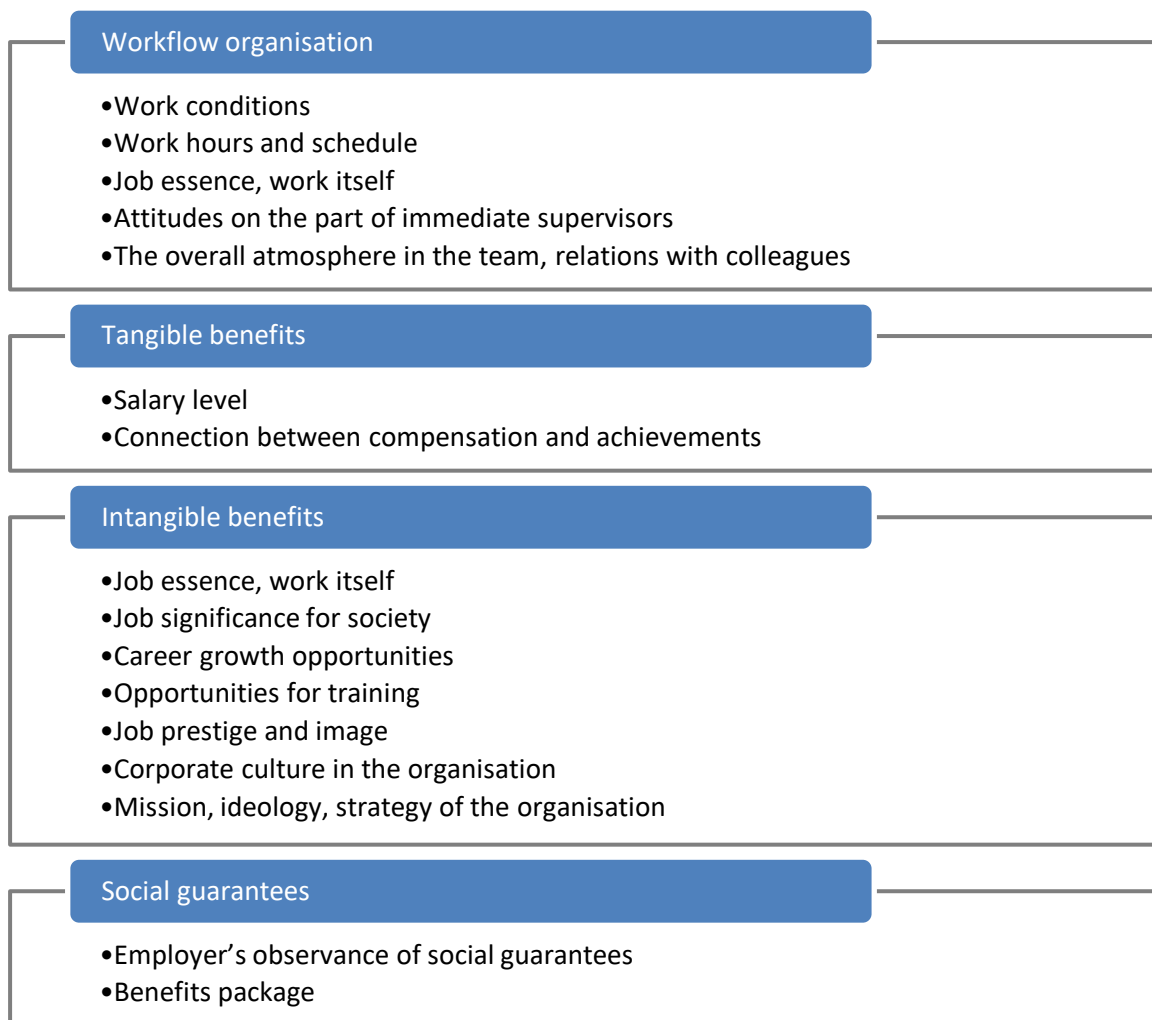 Workflow organisation
•Work conditions
•Work hours and schedule
•Job essence, work itself
•Attitudes on the part of immediate supervisors
•The overall atmosphere in the team, relations with colleagues
Tangible benefits
•Salary level
•Connection between compensation and achievements
Intangible benefits
•Job essence, work itself
•Job significance for society
•Career growth opportunities
•Opportunities for training
•Job prestige and image
•Corporate culture in the organisation
•Mission, ideology, strategy of the organisation
Social guarantees
•Employer’s observance of social guarantees
•Benefits package